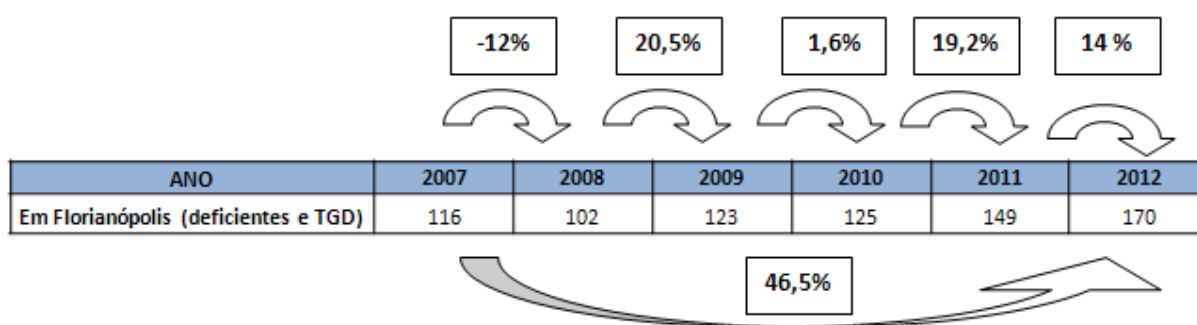 -12% 20,5% 1,6% 19,2% 14 %
ANO 2007 2008 2009 2010 2011 2012
Em Florianópolis (deficientes e TGD) 116 102 123 125 149 170
46,5%